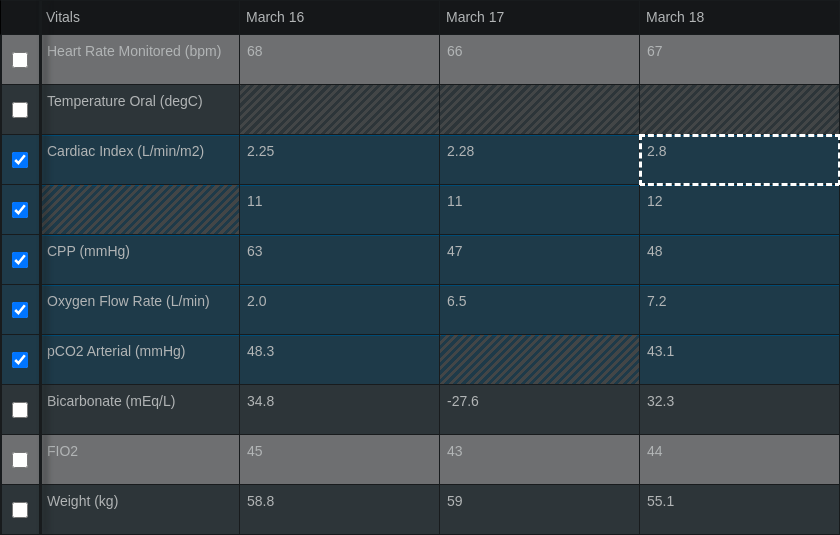 Vitals March 16 March 17 March 18
Heart Rate Monitored (bpm) 68 66 67
Temperature Oral (degC)
Cardiac Index (L/min/m2) 2.25 2.28 2.8
11 11 12
CPP (mmHg) 63 47 48
Oxygen Flow Rate (L/min) 2.0 6.5 7.2
pCO2 Arterial (mmHg) 48.3 43.1
Bicarbonate (mEq/L) 34.8 -27.6 32.3
FIO2 45 43 44
Weight (kg) 58.8 59 55.1